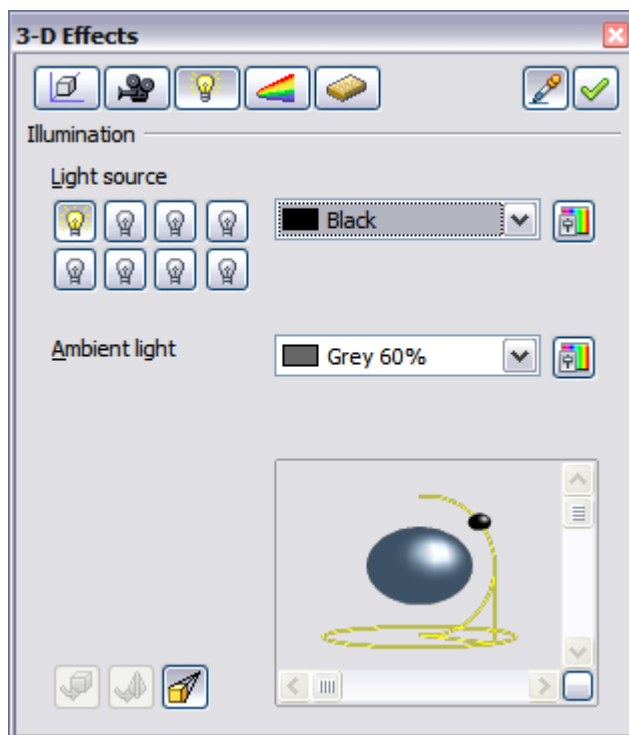 3-D Effects
Illumination
Light source
Black
Ambient light
Grey 60%